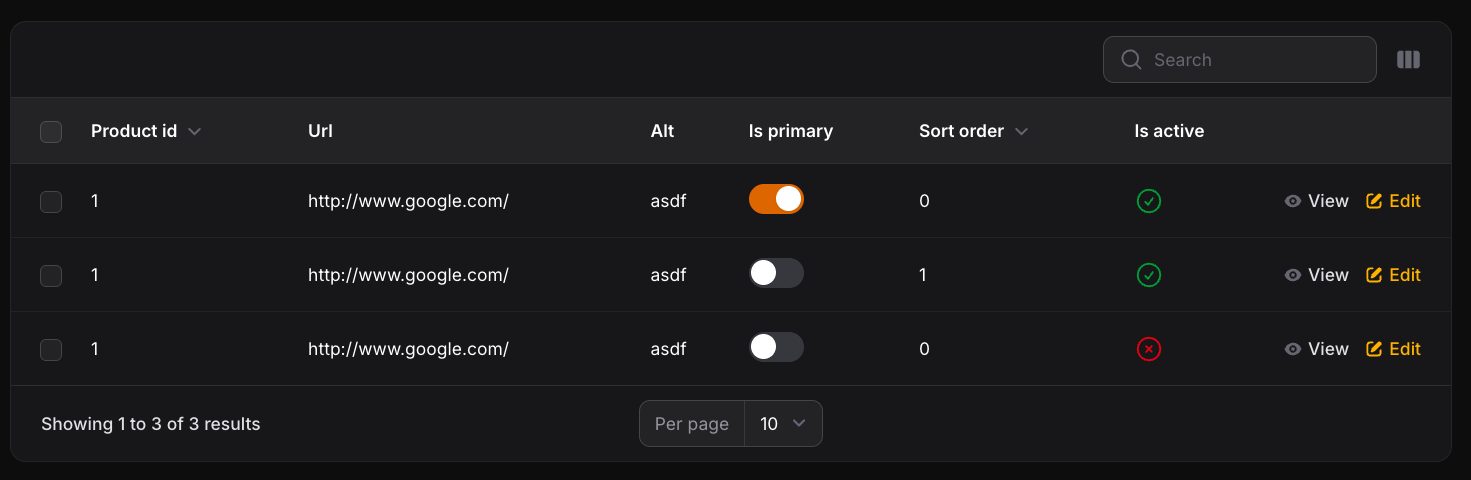 Search
Product id Url Alt Is primary Sort order Is active
1 http://www.google.com/ asdf 0 View Edit
1 http://www.google.com/ asdf 1 View Edit
1 http://www.google.com/ asdf 0 View Edit
Showing 1 to 3 of 3 results Per page 10